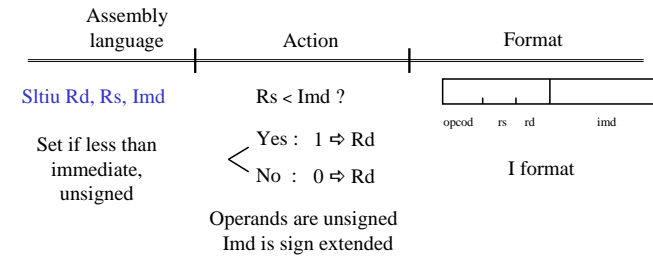 Assembly
language
Action
Format
Sltiu Rd, Rs, Imd
Rs < Imd ?
opcod rs rd imd
Set if less than
immediate,
unsigned
Yes : 1 ⇨ Rd
No : 0 ⇨ Rd
I format
Operands are unsigned
Imd is sign extended